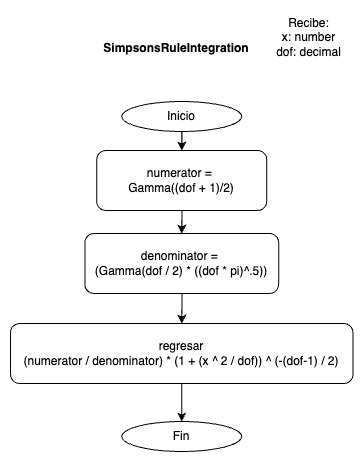 Recibe:
x: number
dof: decimal
SimpsonsRuleIntegration
Inicio
numerator =
Gamma((dof + 1)/2)
denominator =
(Gamma(dof / 2) * ((dof * pi)^.5))
regresar
(numerator / denominator) * (1 + (x ^ 2 / dof)) ^ (-(dof-1) / 2)
Fin